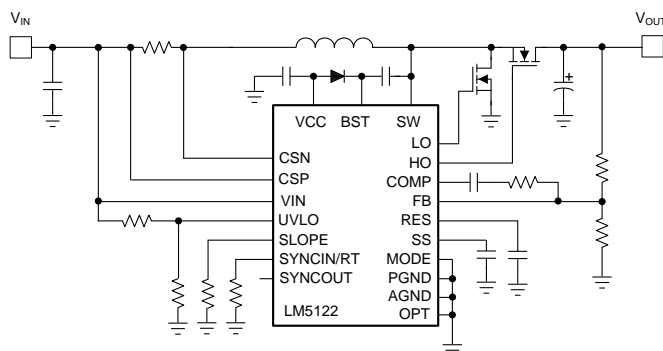 VIN
VOUT
+
VCC BST SW
LO
HO
CSN
COMP
CSP
FB
VIN
RES
UVLO
SS
SLOPE
MODE
SYNCIN/RT
PGND
SYNCOUT
AGND
LM5122
OPT